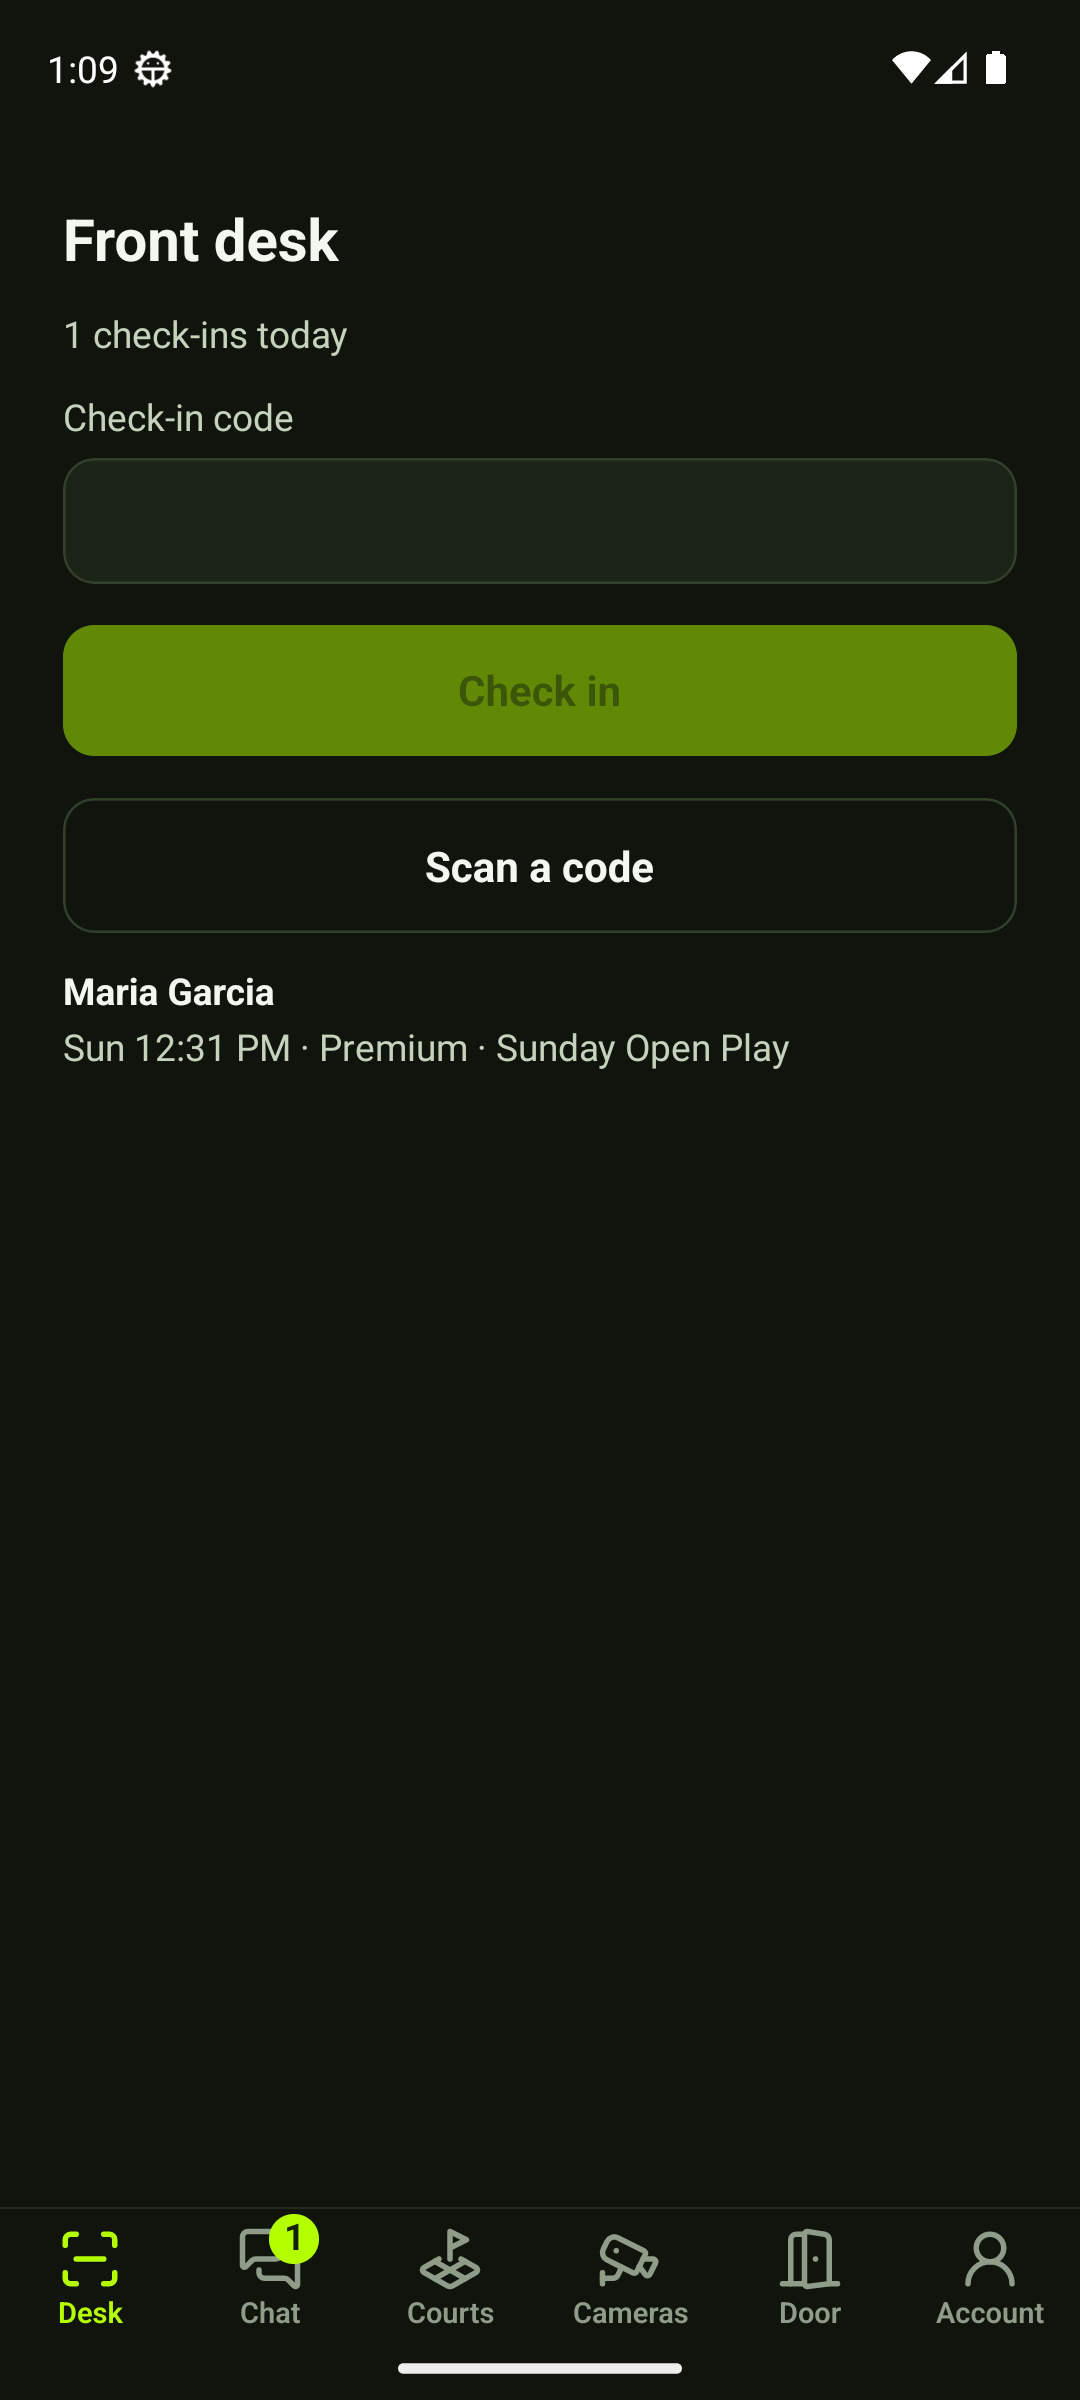 1:09
Front desk
1 check-ins today
Check-in code
Check in
Scan a code
Maria Garcia
Sun 12:31 PM · Premium · Sunday Open Play
1
Desk
Chat
Courts
Cameras
Door
Account